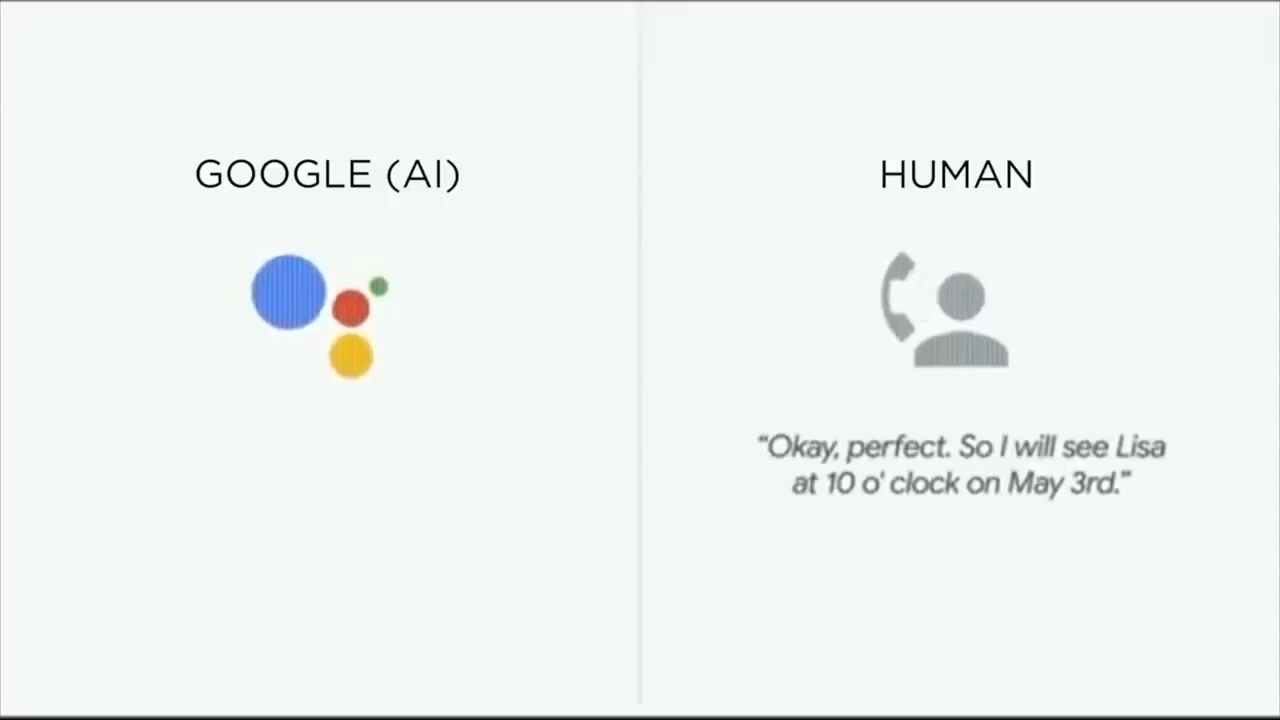 GOOGLE (AI)
HUMAN
“Okay, perfect. So I will see Lisa
at 10 o' clock on May 3rd.”